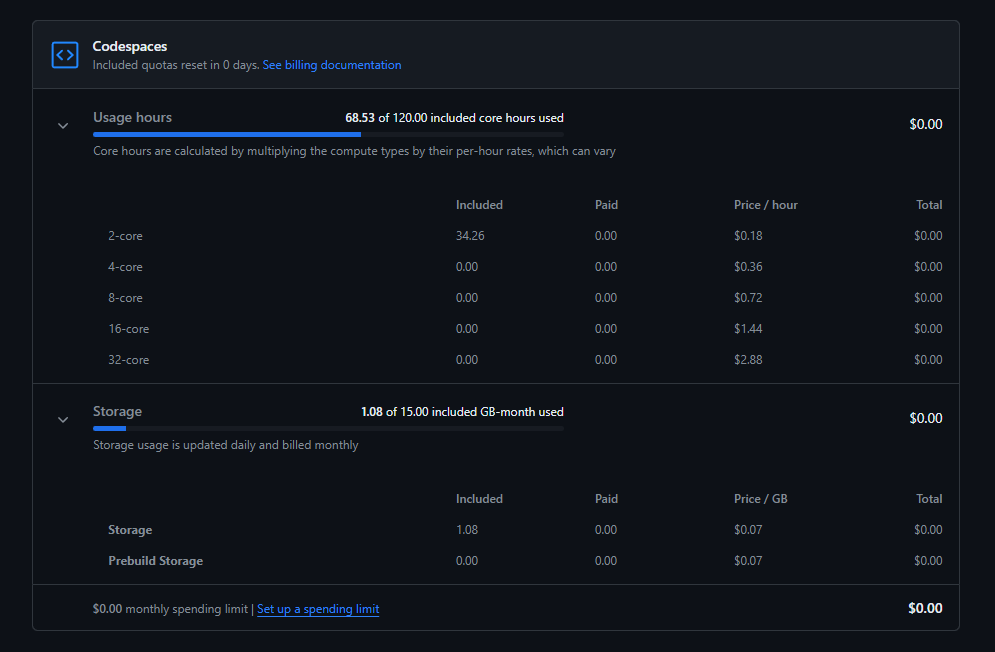 Codespaces
Included quotas reset in 0 days. See billing documentation
Usage hours 68.53 of 120.00 included core hours used $0.00
Core hours are calculated by multiplying the compute types by their per-hour rates, which can vary
Included Paid Price / hour Total
2-core 34.26 0.00 $0.18 $0.00
4-core 0.00 0.00 $0.36 $0.00
8-core 0.00 0.00 $0.72 $0.00
16-core 0.00 0.00 $1.44 $0.00
32-core 0.00 0.00 $2.88 $0.00
Storage 1.08 of 15.00 included GB-month used $0.00
Storage usage is updated daily and billed monthly
Included Paid Price / GB Total
Storage 1.08 0.00 $0.07 $0.00
Prebuild Storage 0.00 0.00 $0.07 $0.00
$0.00 monthly spending limit | Set up a spending limit $0.00